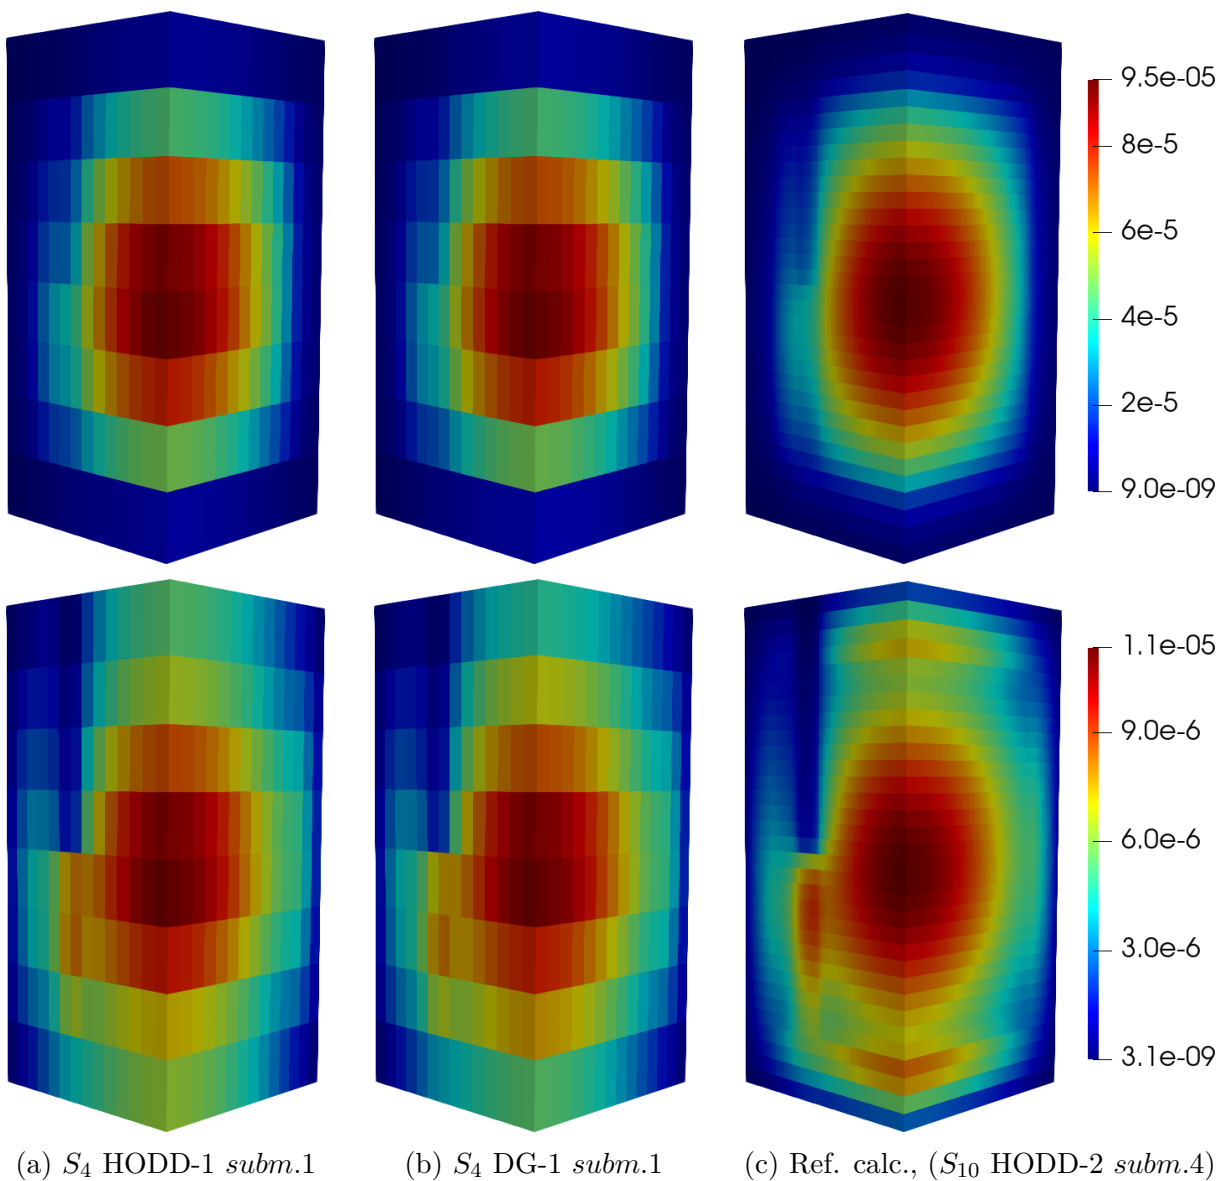 9.5e-05
8e-5
6e-5
4e-5
2e-5
9.0e-09
1.1e-05
9.0e-6
6.0e-6
3.0e-6
3.1e-09
(a) S₄ HODD-1 subm.1
(b) S₄ DG-1 subm.1
(c) Ref. calc., (S₁₀ HODD-2 subm.4)